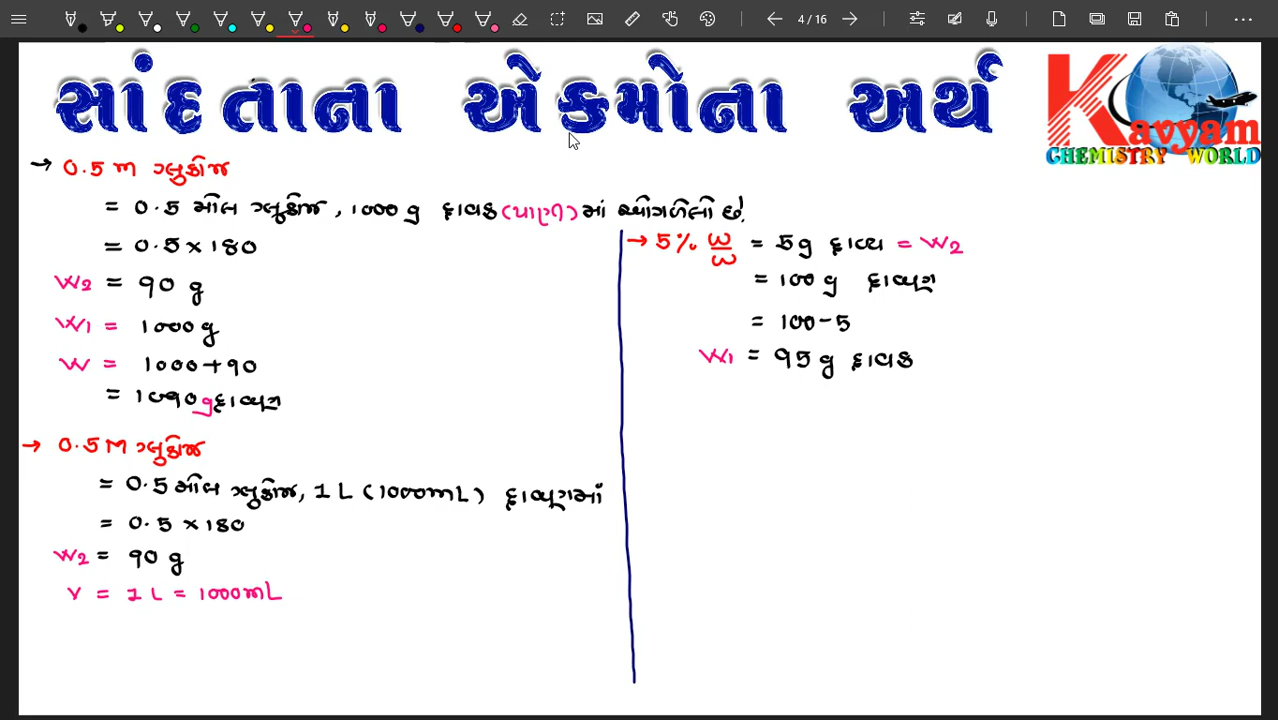 4 / 16
સાંદ્રતાના એકમોના અર્થ
Kavyam
CHEMISTRY WORLD
→ 0.5 m ગ્લુકોઝ
= 0.5 મોલ ગ્લુકોઝ, 1000 g દ્રાવક (પાણી) માં ઓગળેલો છે.
= 0.5 x 180
W2 = 90 g
W1 = 1000 g
W = 1000 + 90
= 1090 g દ્રાવણ
→ 0.5 M ગ્લુકોઝ
= 0.5 મોલ ગ્લુકોઝ, 1 L (1000 mL) દ્રાવણમાં
= 0.5 x 180
W2 = 90 g
V = 1 L = 1000 mL
→ 5% W/W = 5g દ્રાવ્ય = W2
= 100 g દ્રાવણ
= 100 - 5
W1 = 95 g દ્રાવક